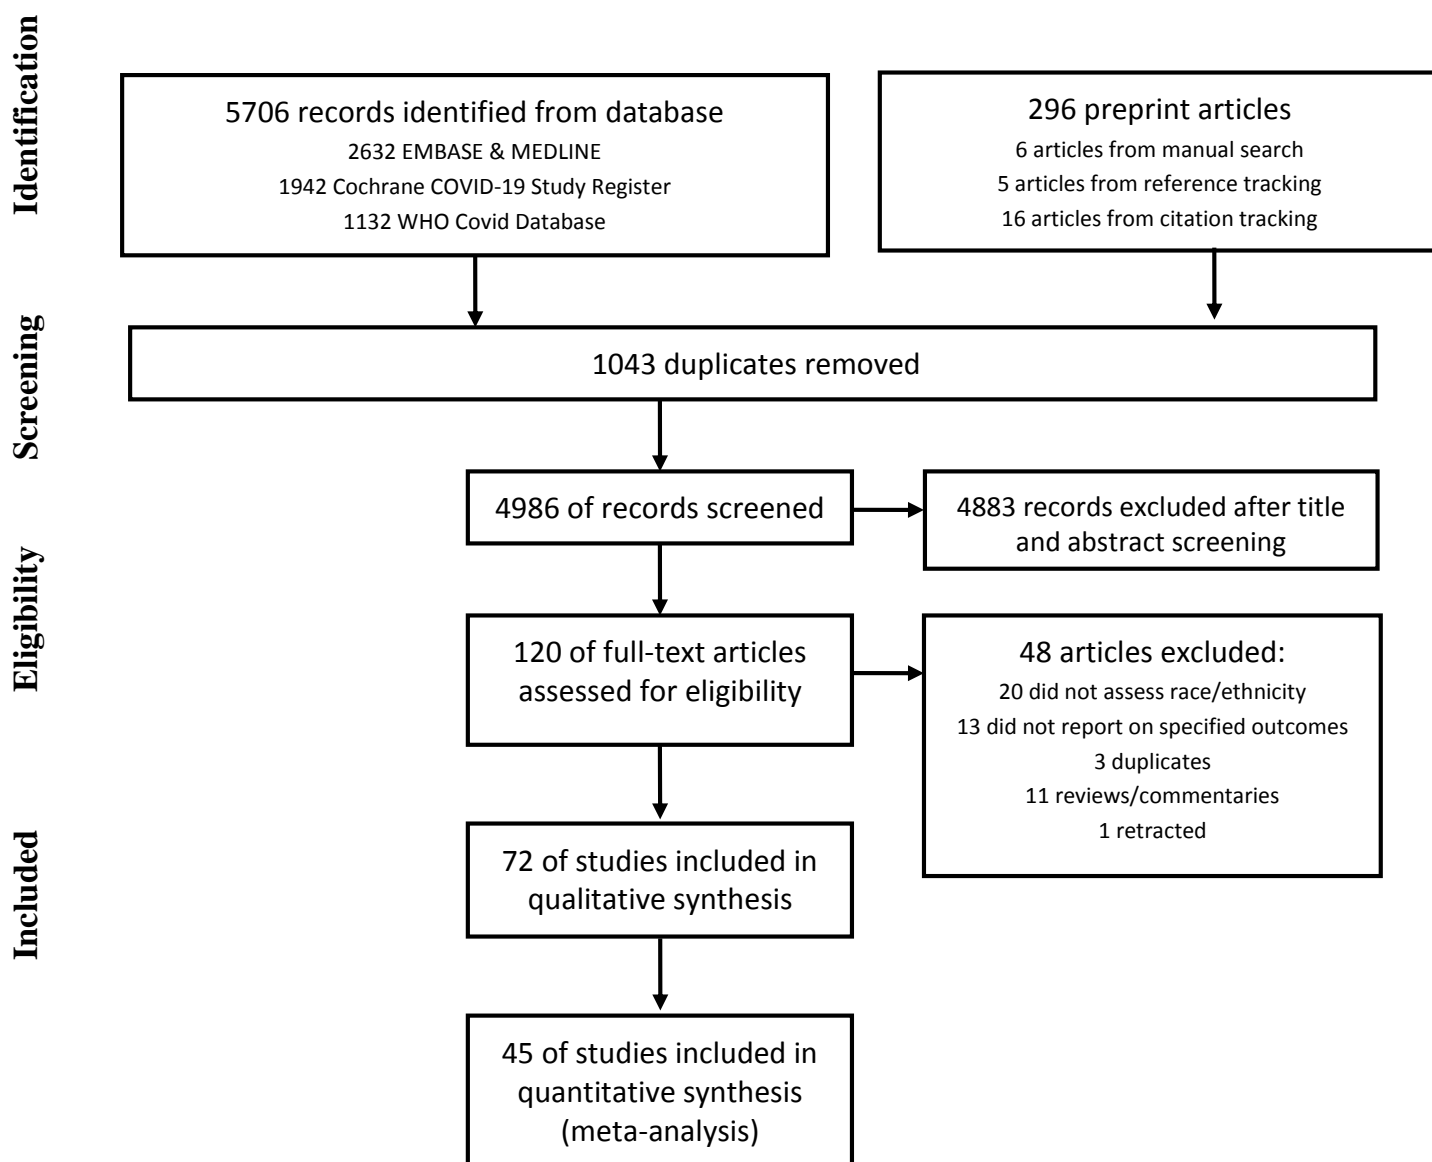 Identification
5706 records identified from database
2632 EMBASE & MEDLINE
1942 Cochrane COVID-19 Study Register
1132 WHO Covid Database
296 preprint articles
6 articles from manual search
5 articles from reference tracking
16 articles from citation tracking
Screening
1043 duplicates removed
4986 of records screened
4883 records excluded after title
and abstract screening
Eligibility
120 of full-text articles
assessed for eligibility
48 articles excluded:
20 did not assess race/ethnicity
13 did not report on specified outcomes
3 duplicates
11 reviews/commentaries
1 retracted
Included
72 of studies included in
qualitative synthesis
45 of studies included in
quantitative synthesis
(meta-analysis)